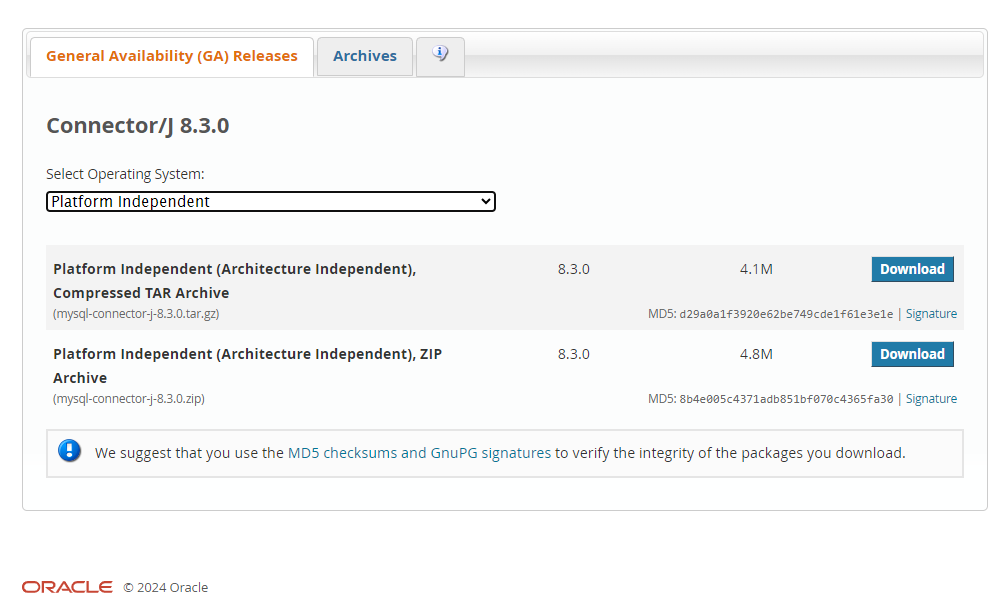 General Availability (GA) Releases
Archives
Connector/J 8.3.0
Select Operating System:
Platform Independent
Platform Independent (Architecture Independent), 8.3.0 4.1M Download
Compressed TAR Archive
(mysql-connector-j-8.3.0.tar.gz) MD5: d29a0a1f3920e62be749cde1f61e3e1e | Signature
Platform Independent (Architecture Independent), ZIP 8.3.0 4.8M Download
Archive
(mysql-connector-j-8.3.0.zip) MD5: 8b4e005c4371adb851bf070c4365fa30 | Signature
We suggest that you use the MD5 checksums and GnuPG signatures to verify the integrity of the packages you download.
ORACLE © 2024 Oracle